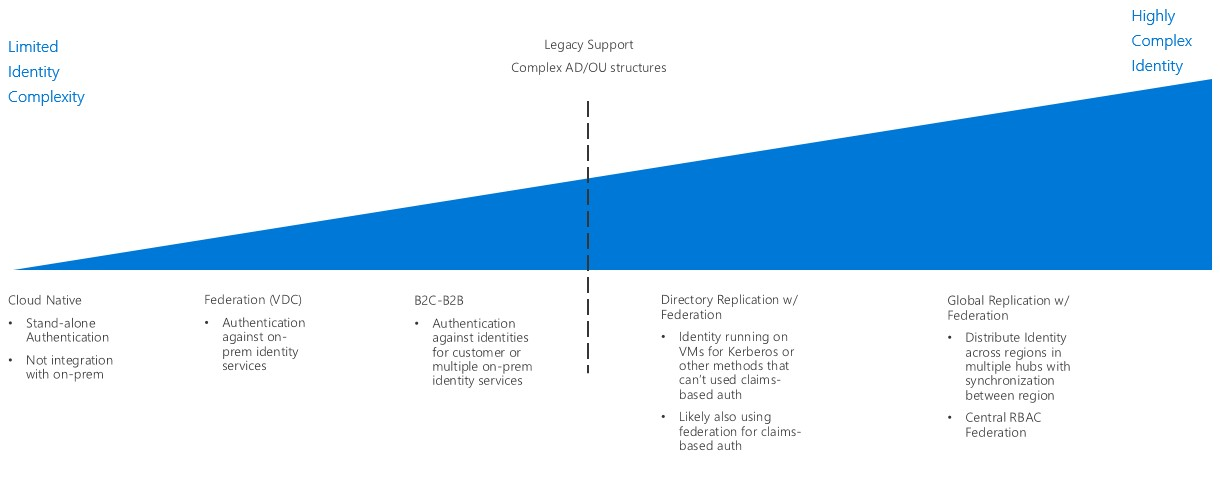 Limited
Identity
Complexity
Legacy Support
Complex AD/OU structures
Highly
Complex
Identity
Cloud Native
• Stand-alone
Authentication
• Not integration
with on-prem
Federation (VDC)
• Authentication
against on-
prem identity
services
B2C-B2B
• Authentication
against identities
for customer or
multiple on-prem
identity services
Directory Replication w/
Federation
• Identity running on
VMs for Kerberos or
other methods that
can't used claims-
based auth
• Likely also using
federation for claims-
based auth
Global Replication w/
Federation
• Distribute Identity
across regions in
multiple hubs with
synchronization
between region
• Central RBAC
Federation